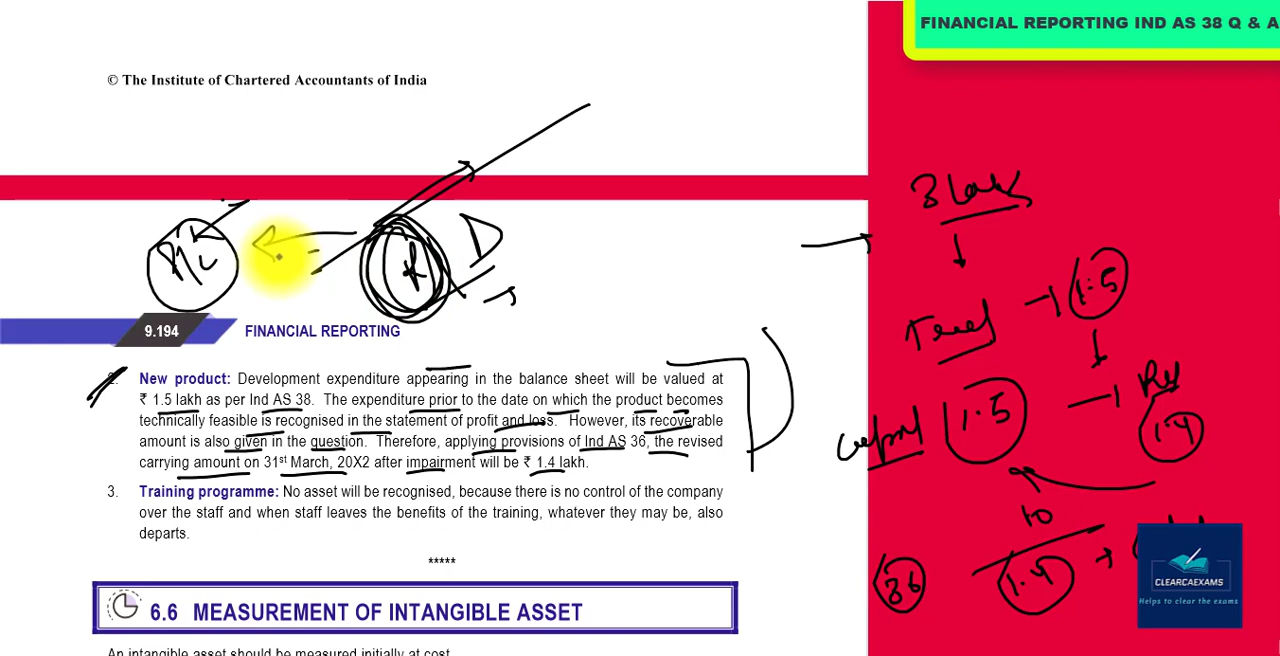 FINANCIAL REPORTING IND AS 38 Q & A
© The Institute of Chartered Accountants of India
3 Lakhs
P/L
R D
1.5
9.194 FINANCIAL REPORTING
New product: Development expenditure appearing in the balance sheet will be valued at
₹ 1.5 lakh as per Ind AS 38. The expenditure prior to the date on which the product becomes
technically feasible is recognised in the statement of profit and loss. However, its recoverable
amount is also given in the question. Therefore, applying provisions of Ind AS 36, the revised
carrying amount on 31st March, 20X2 after impairment will be ₹ 1.4 lakh.
1.5
1.4
3. Training programme: No asset will be recognised, because there is no control of the company
over the staff and when staff leaves the benefits of the training, whatever they may be, also
departs.
*****
10
36
1.4
CLEARCAEXAMS
Helps to clear the exams
6.6 MEASUREMENT OF INTANGIBLE ASSET
An intangible asset should be measured initially at cost.